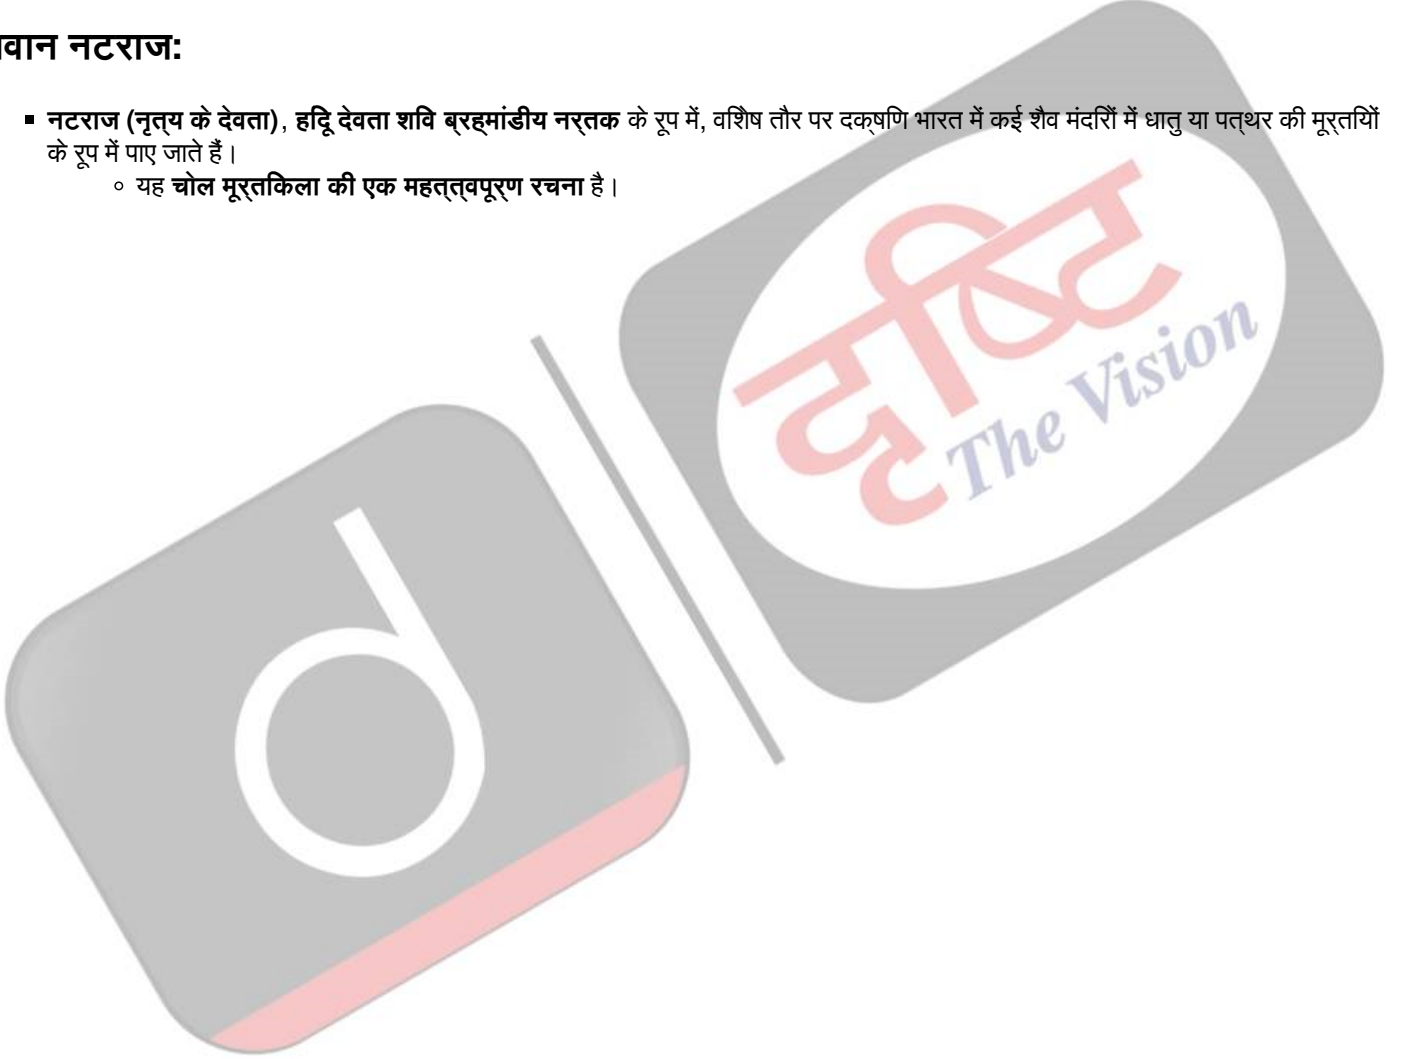 वान नटराज:
▪ नटराज (नृत्य के देवता), हिंदू देवता शिव ब्रह्मांडीय नर्तक के रूप में, विशेष तौर पर दक्षिण भारत में कई शैव मंदिरों में धातु या पत्थर की मूर्तियों
के रूप में पाए जाते हैं।
○ यह चोल मूर्तिकला की एक महत्त्वपूर्ण रचना है।
दृष्टि
The Vision
d